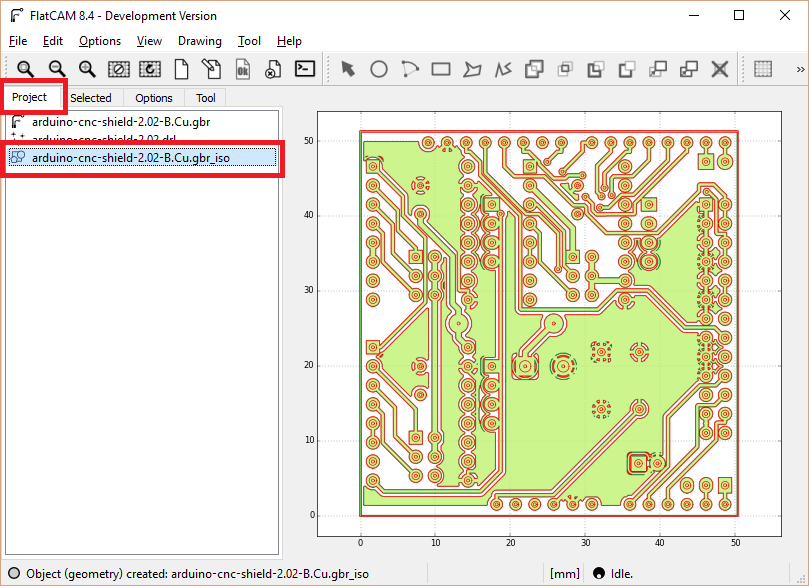 FlatCAM 8.4 - Development Version
File Edit Options View Drawing Tool Help
Ok
>_
»
Project Selected Options Tool
arduino-cnc-shield-2.02-B.Cu.gbr
arduino-cnc-shield-2.02.drl
arduino-cnc-shield-2.02-B.Cu.gbr_iso
50
40
30
20
10
0
0 10 20 30 40 50
Object (geometry) created: arduino-cnc-shield-2.02-B.Cu.gbr_iso [mm] Idle.